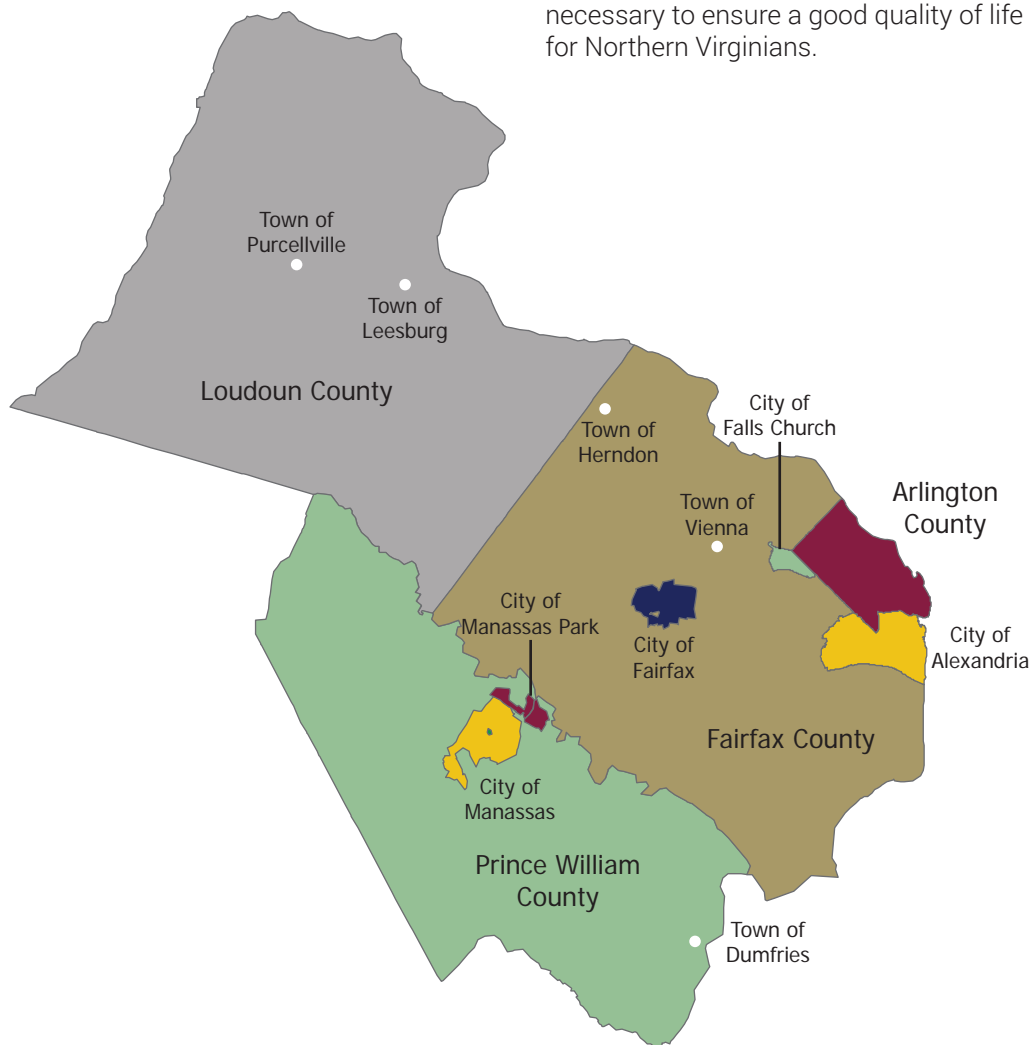 necessary to ensure a good quality of life
for Northern Virginians.
Town of
Purcellville
Town of
Leesburg
Loudoun County
City of
Falls Church
Town of
Herndon
Arlington
County
Town of
Vienna
City of
Manassas Park
City of
Fairfax
City of
Alexandria
Fairfax County
City of
Manassas
Prince William
County
Town of
Dumfries